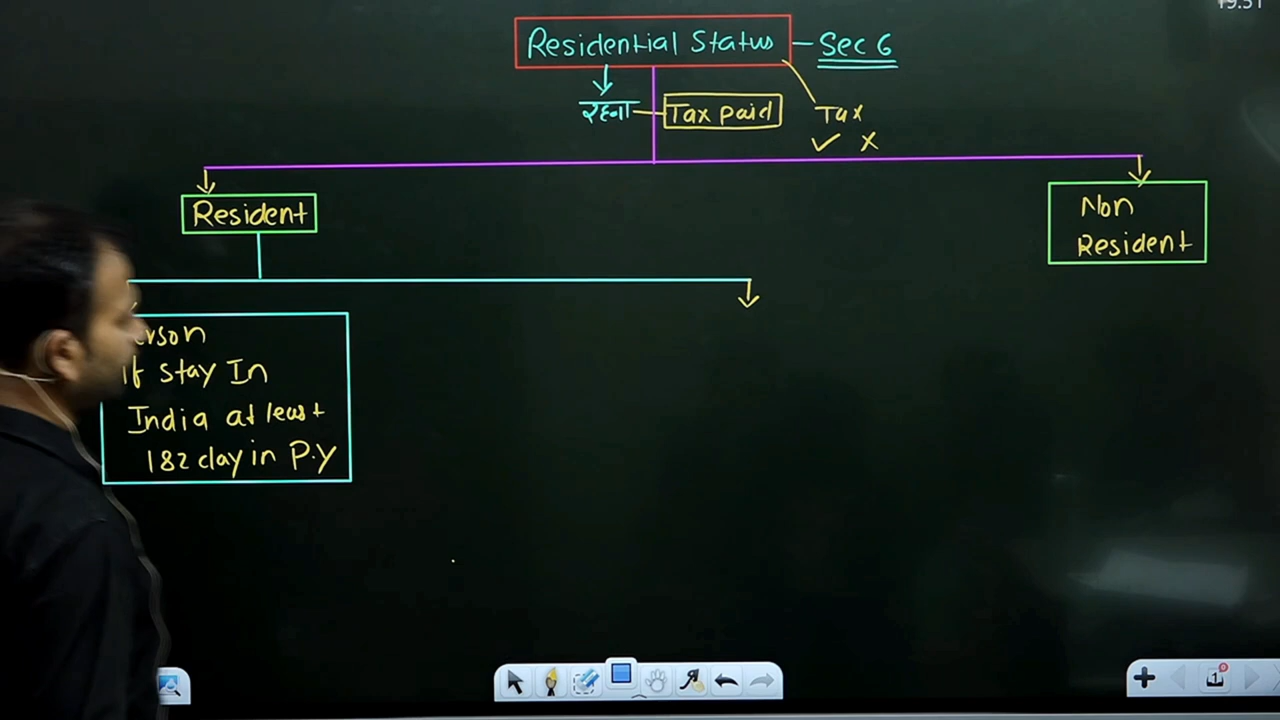 Residential Status - Sec 6
रहना
Tax paid
Tax
✓ x
Resident
Non
Resident
If stay In
India at least
182 day in P.y
1